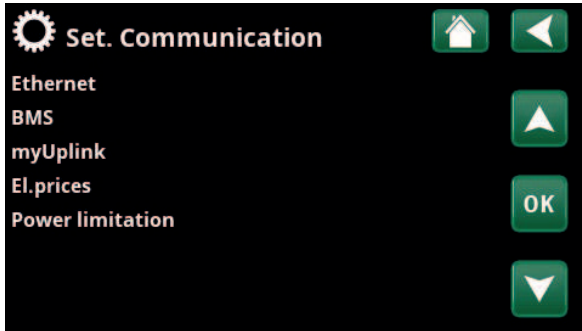 Set. Communication
Ethernet
BMS
myUplink
El.prices
OK
Power limitation